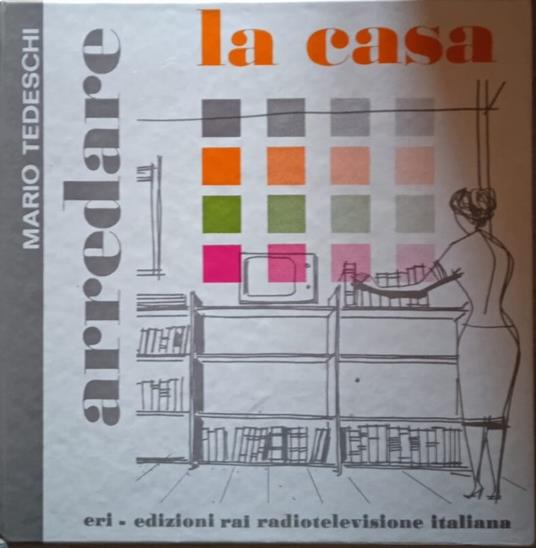 MARIO TEDESCHI
arredare
la casa
eri - edizioni rai radiotelevisione italiana